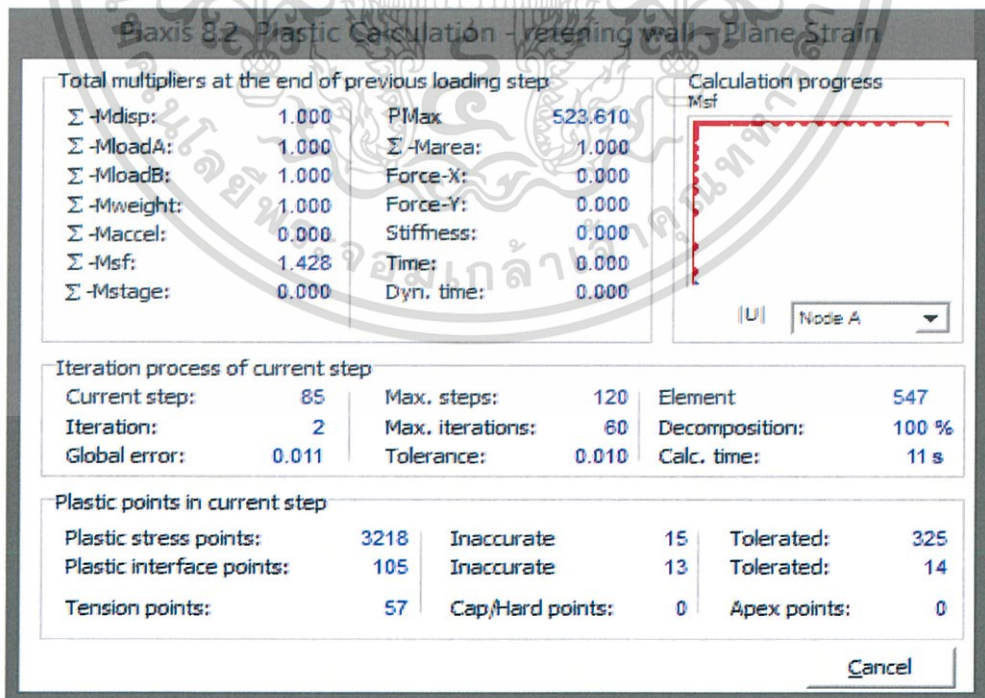 Plaxis 8.2 Plastic Calculation - retening wall - Plane Strain
Total multipliers at the end of previous loading step
Σ -Mdisp: 1.000 PMax 523.610
Σ -MloadA: 1.000 Σ -Marea: 1.000
Σ -MloadB: 1.000 Force-X: 0.000
Σ -Mweight: 1.000 Force-Y: 0.000
Σ -Maccel: 0.000 Stiffness: 0.000
Σ -Msf: 1.428 Time: 0.000
Σ -Mstage: 0.000 Dyn. time: 0.000
Calculation progress
Msf
|U| Node A
Iteration process of current step
Current step: 85 Max. steps: 120 Element 547
Iteration: 2 Max. iterations: 60 Decomposition: 100 %
Global error: 0.011 Tolerance: 0.010 Calc. time: 11 s
Plastic points in current step
Plastic stress points: 3218 Inaccurate 15 Tolerated: 325
Plastic interface points: 105 Inaccurate 13 Tolerated: 14
Tension points: 57 Cap/Hard points: 0 Apex points: 0
Cancel